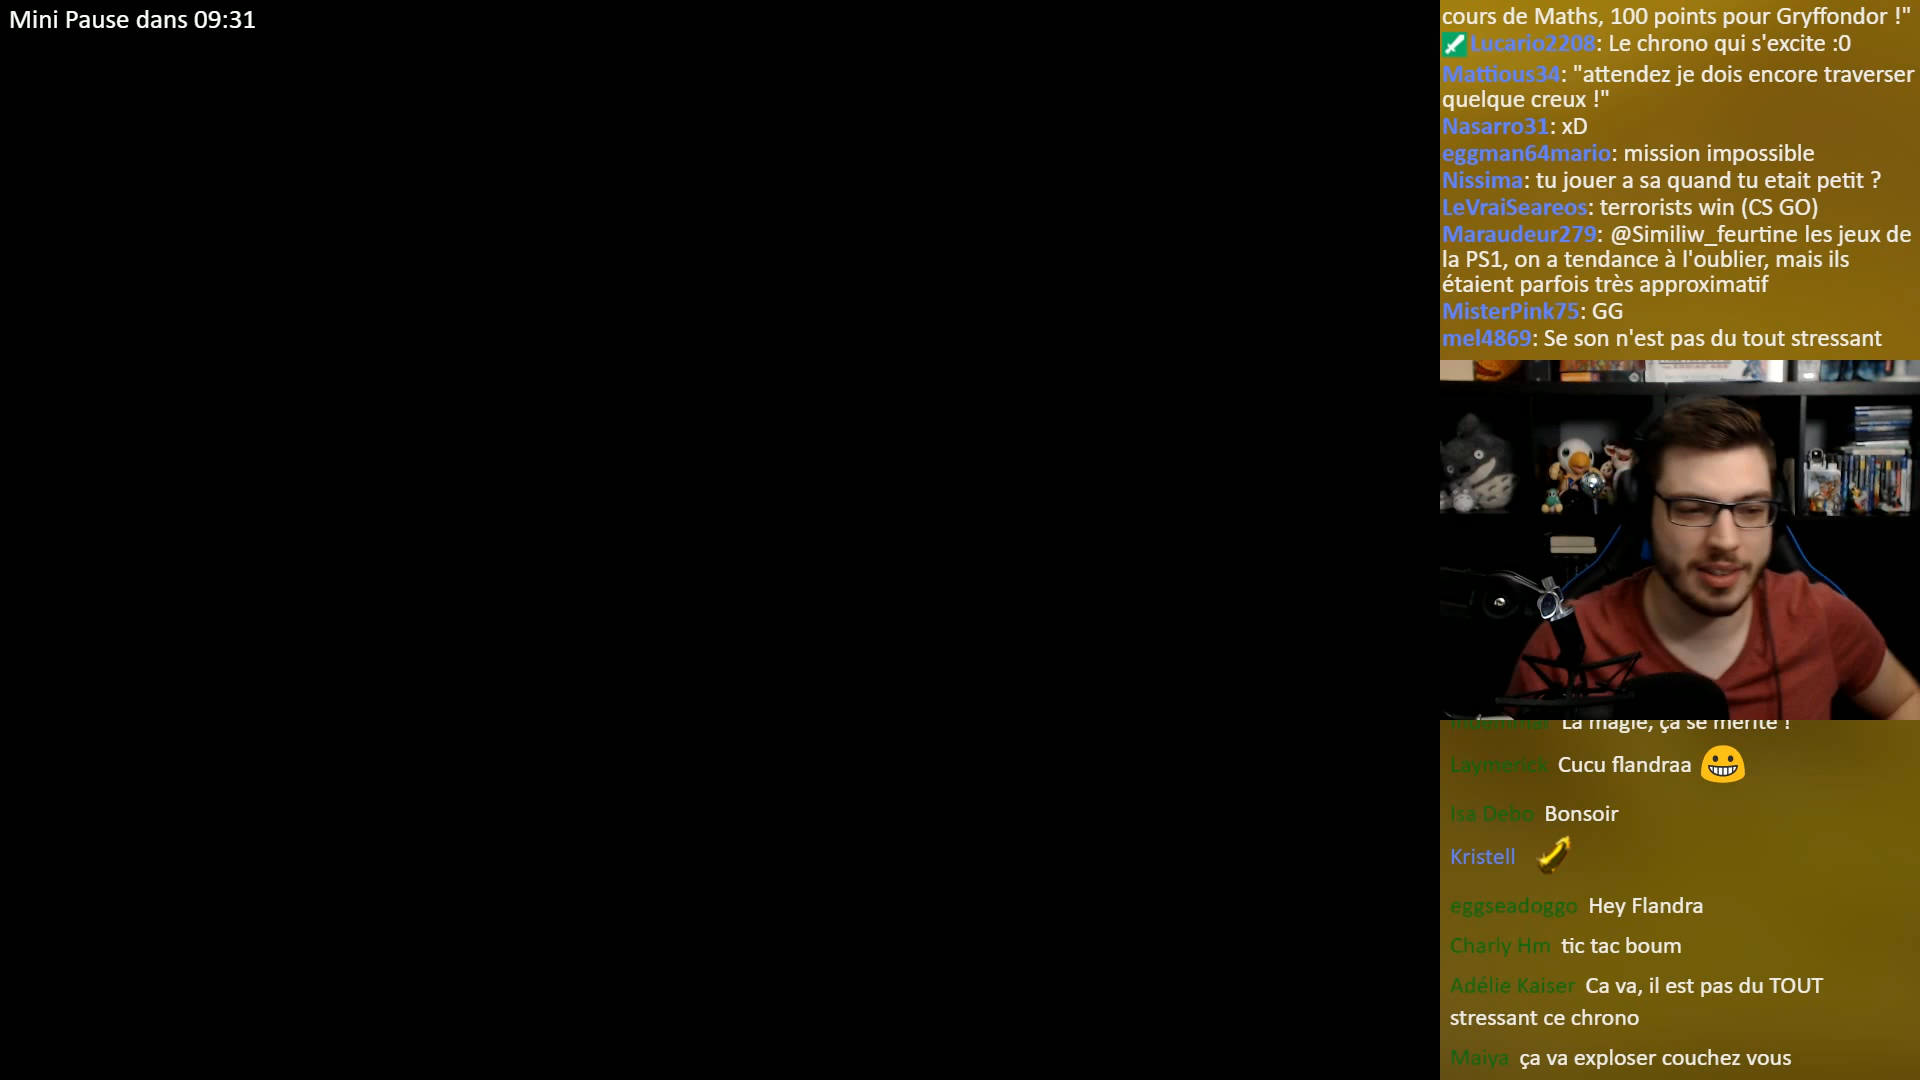 Mini Pause dans 09:31
cours de Maths, 100 points pour Gryffondor !"
Lucario2208: Le chrono qui s'excite :0
Mattious34: "attendez je dois encore traverser
quelque creux !"
Nasarro31: xD
eggman64mario: mission impossible
Nissima: tu jouer a sa quand tu etait petit ?
LeVraiSeareos: terrorists win (CS GO)
Maraudeur279: @Similiw_feurtine les jeux de
la PS1, on a tendance à l'oublier, mais ils
étaient parfois très approximatif
MisterPink75: GG
mel4869: Se son n'est pas du tout stressant
La magie, ça se mérite !
Laymerick Cucu flandraa
Isa Debo Bonsoir
Kristell
eggseadoggo Hey Flandra
Charly Hm tic tac boum
Adélie Kaiser Ca va, il est pas du TOUT
stressant ce chrono
Maiya ça va exploser couchez vous